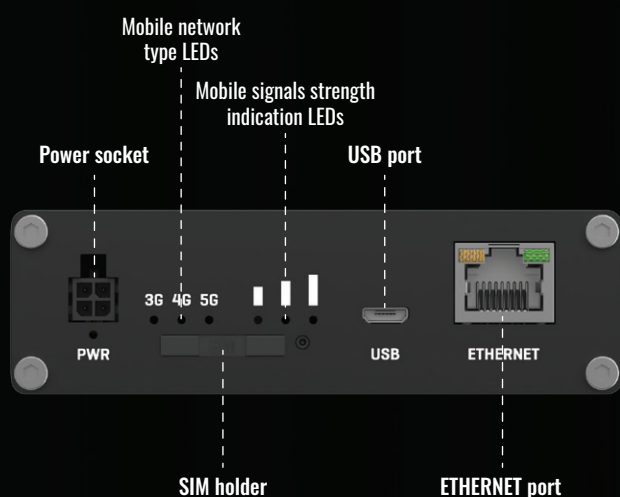 Mobile network
type LEDs
Mobile signals strength
indication LEDs
Power socket
USB port
3G 4G 5G
PWR
USB
ETHERNET
SIM holder
ETHERNET port